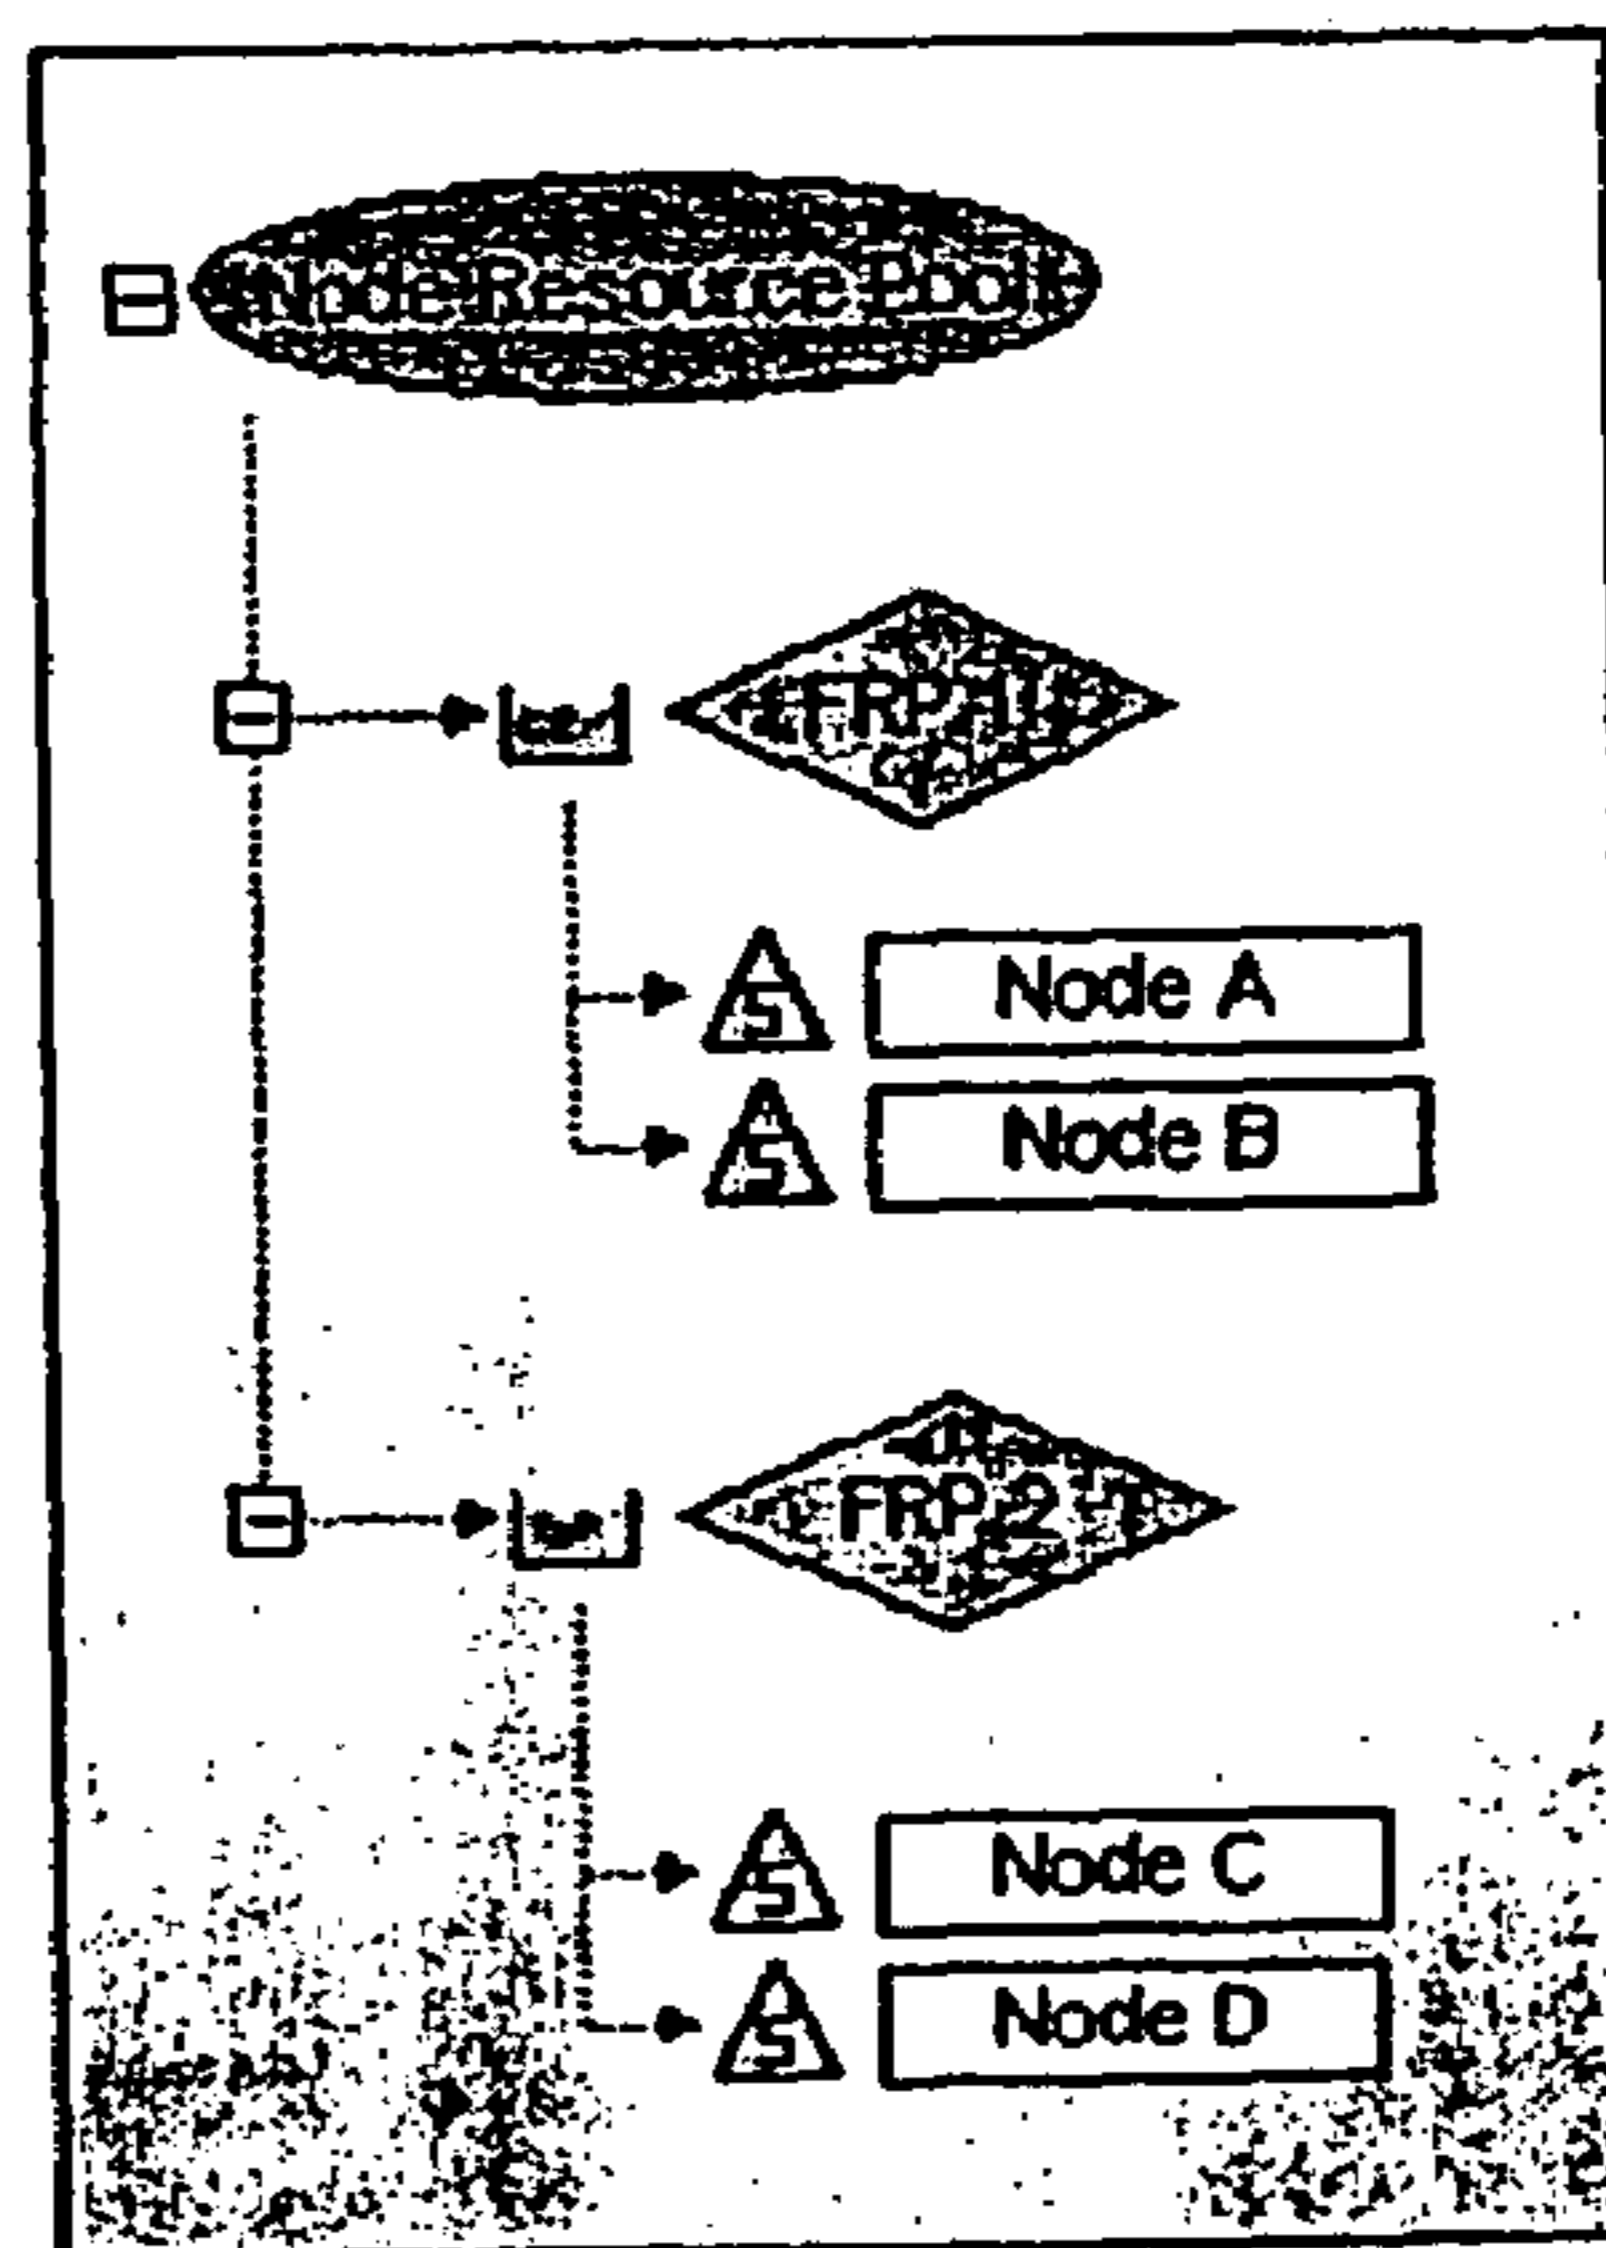 Node Resource Pool
FRP 1
S
Node A
S
Node B
FRP 2
S
Node C
S
Node D